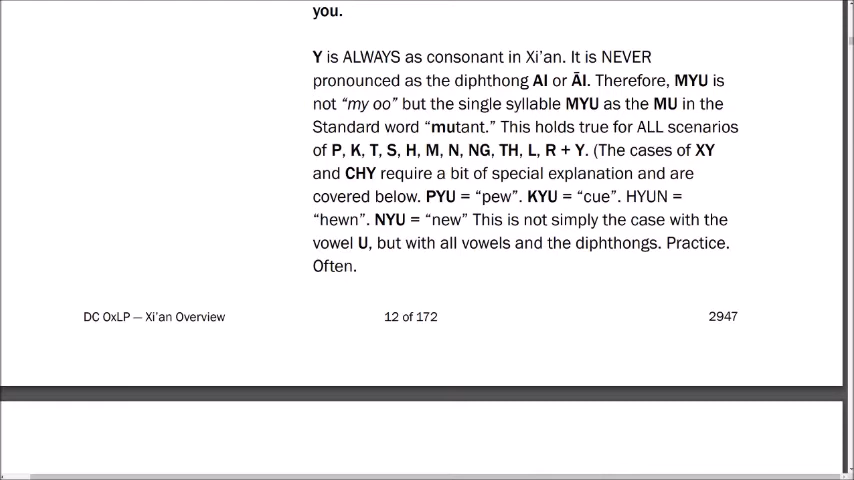 you.
Y is ALWAYS as consonant in Xi’an. It is NEVER
pronounced as the diphthong AI or ĀI. Therefore, MYU is
not “my oo” but the single syllable MYU as the MU in the
Standard word “mutant.” This holds true for ALL scenarios
of P, K, T, S, H, M, N, NG, TH, L, R + Y. (The cases of XY
and CHY require a bit of special explanation and are
covered below. PYU = “pew”. KYU = “cue”. HYUN =
“hewn”. NYU = “new” This is not simply the case with the
vowel U, but with all vowels and the diphthongs. Practice.
Often.
DC OxLP — Xi’an Overview 12 of 172 2947